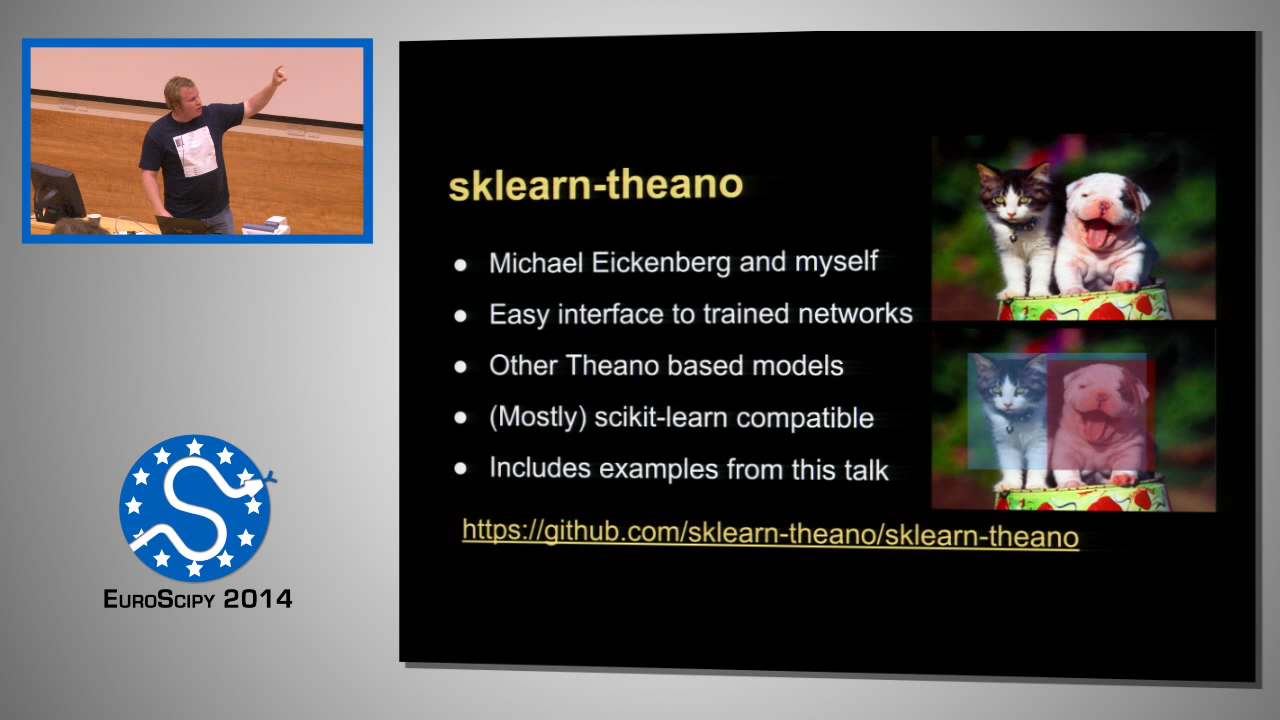 sklearn-theano
● Michael Eickenberg and myself
● Easy interface to trained networks
● Other Theano based models
● (Mostly) scikit-learn compatible
● Includes examples from this talk
https://github.com/sklearn-theano/sklearn-theano
EUROSCIPY 2014